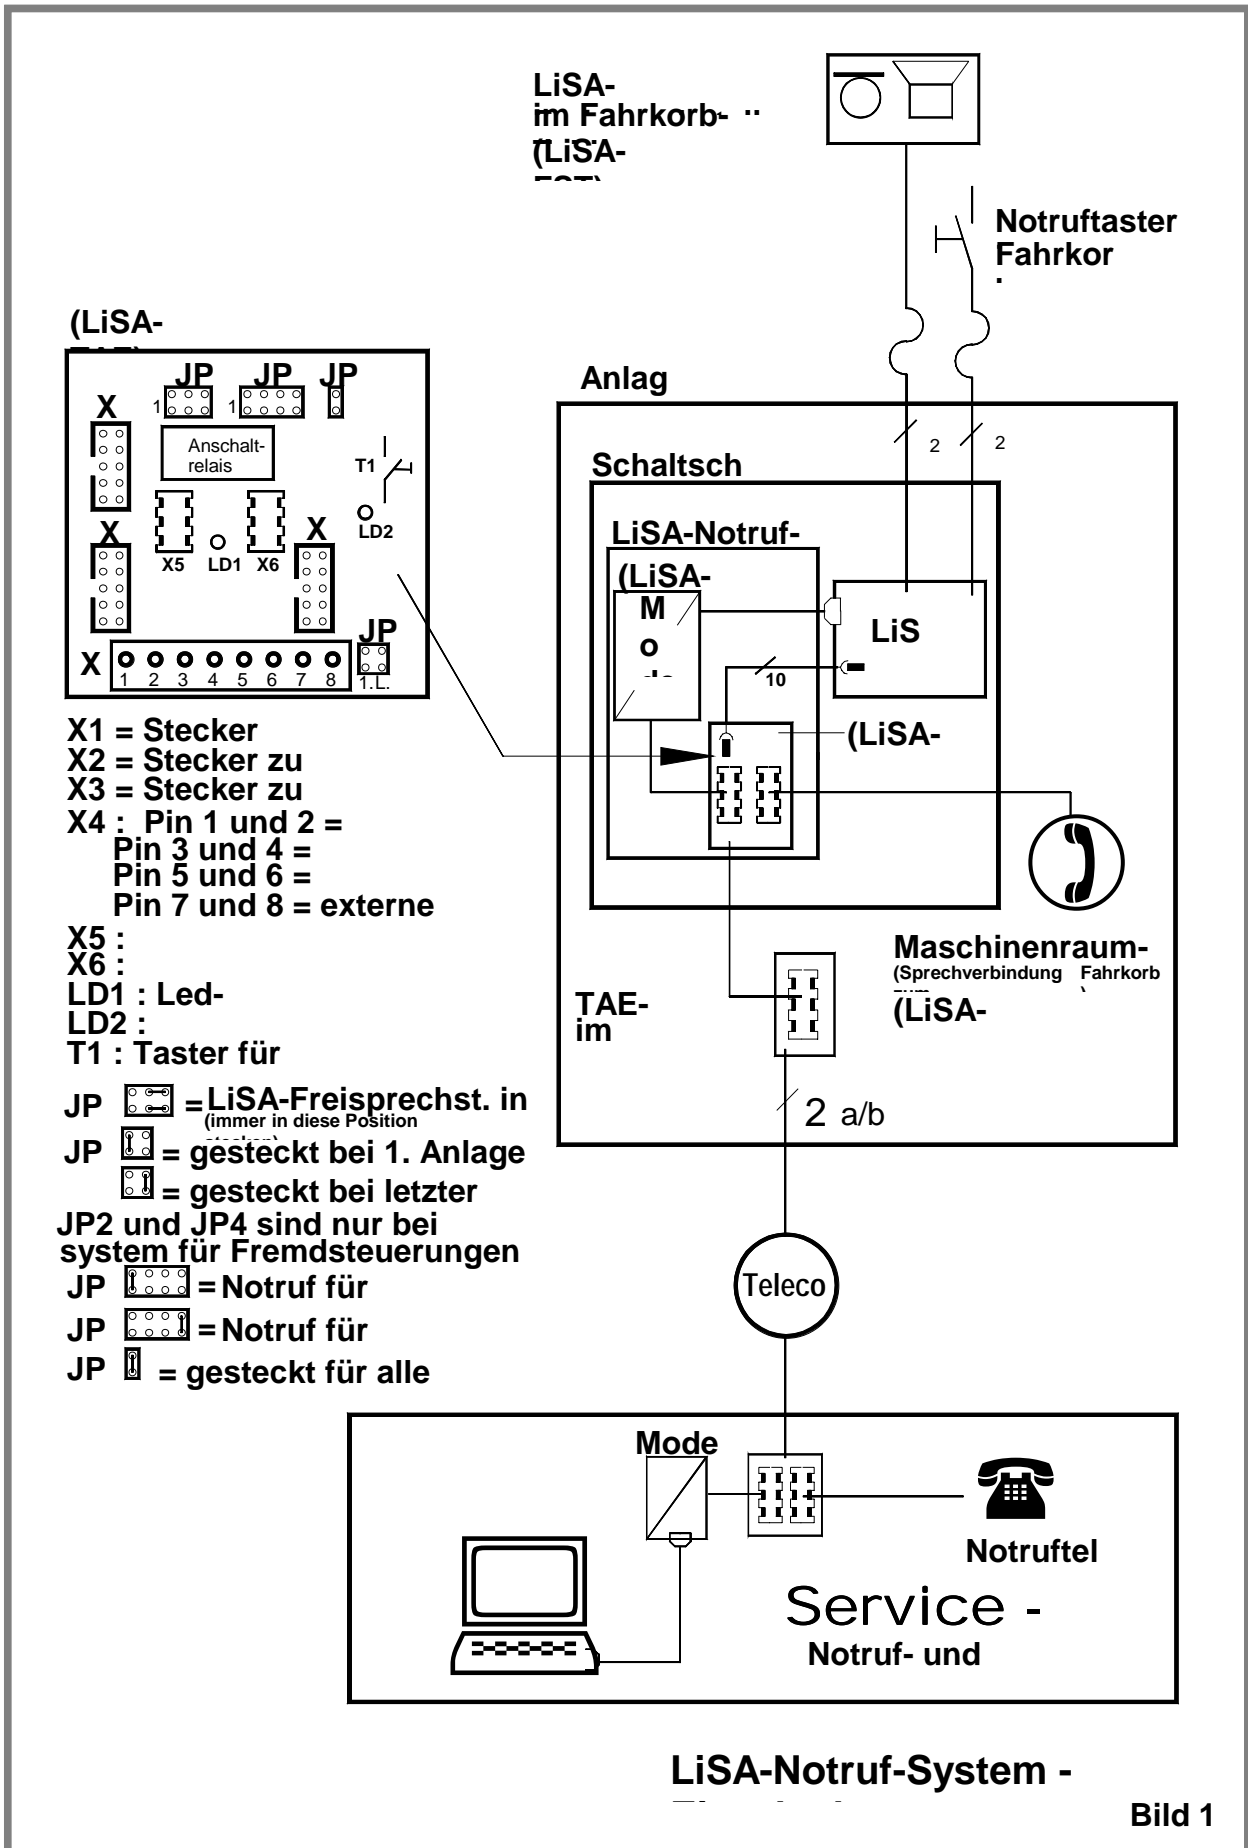 LiSA-
im Fahrkorb-
(LiSA-
Notruftaster
Fahrkor
(LiSA-
JP JP JP
X
1
1
Anschalt-
relais
T1
LD2
X
X
X5 LD1 X6
JP
X
1 2 3 4 5 6 7 8
1.L.
Anlag
2
2
Schaltsch
LiSA-Notruf-
(LiSA-
M
o
LiS
10
(LiSA-
X1 = Stecker
X2 = Stecker zu
X3 = Stecker zu
X4 : Pin 1 und 2 =
Pin 3 und 4 =
Pin 5 und 6 =
Pin 7 und 8 = externe
X5 :
X6 :
LD1 : Led-
LD2 :
T1 : Taster für
Maschinenraum-
(Sprechverbindung Fahrkorb
(LiSA-
TAE-
im
JP = LiSA-Freisprechst. in
(immer in diese Position
JP = gesteckt bei 1. Anlage
= gesteckt bei letzter
JP2 und JP4 sind nur bei
system für Fremdsteuerungen
JP = Notruf für
JP = Notruf für
JP = gesteckt für alle
2 a/b
Teleco
Mode
Notruftel
Service -
Notruf- und
LiSA-Notruf-System -
Bild 1